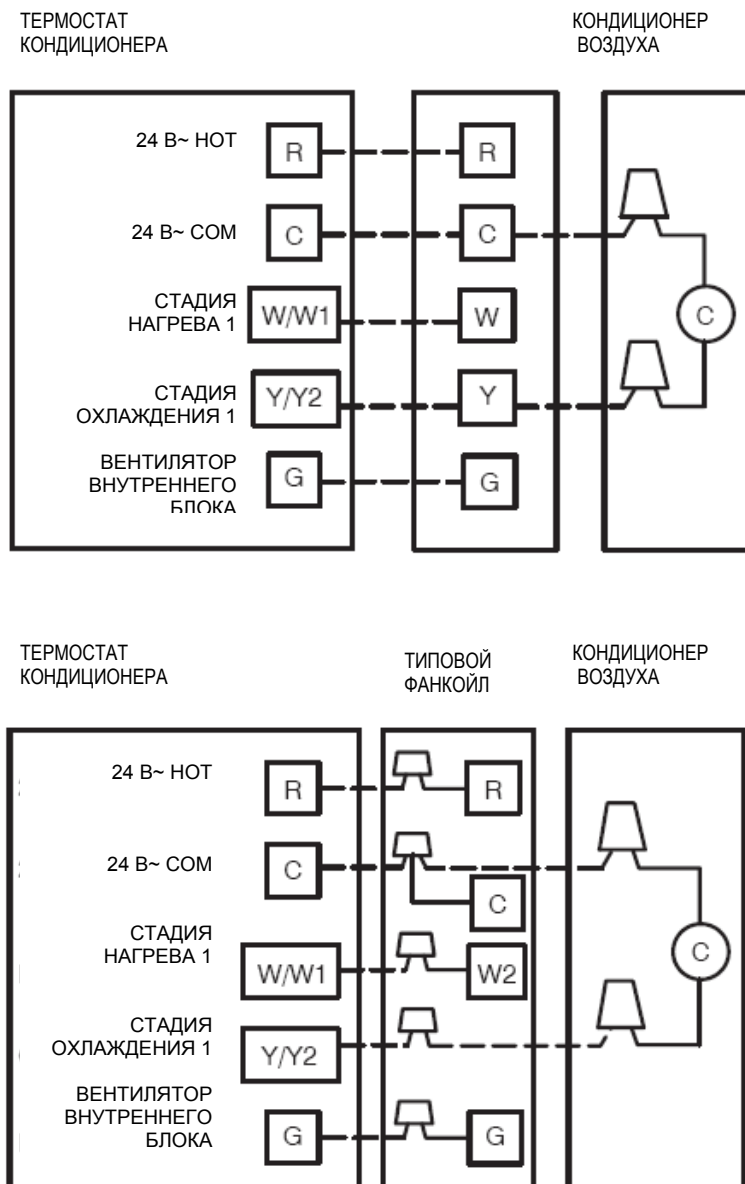 ТЕРМОСТАТ
КОНДИЦИОНЕРА
КОНДИЦИОНЕР
ВОЗДУХА
24 В~ HOT
R
R
24 В~ COM
C
C
СТАДИЯ
НАГРЕВА 1
W/W1
W
C
СТАДИЯ
ОХЛАЖДЕНИЯ 1
Y/Y2
Y
ВЕНТИЛЯТОР
ВНУТРЕННЕГО
БЛОКА
G
G
ТЕРМОСТАТ
КОНДИЦИОНЕРА
ТИПОВОЙ
ФАНКОЙЛ
КОНДИЦИОНЕР
ВОЗДУХА
24 В~ HOT
R
R
24 В~ COM
C
C
СТАДИЯ
НАГРЕВА 1
W/W1
W2
C
СТАДИЯ
ОХЛАЖДЕНИЯ 1
Y/Y2
ВЕНТИЛЯТОР
ВНУТРЕННЕГО
БЛОКА
G
G